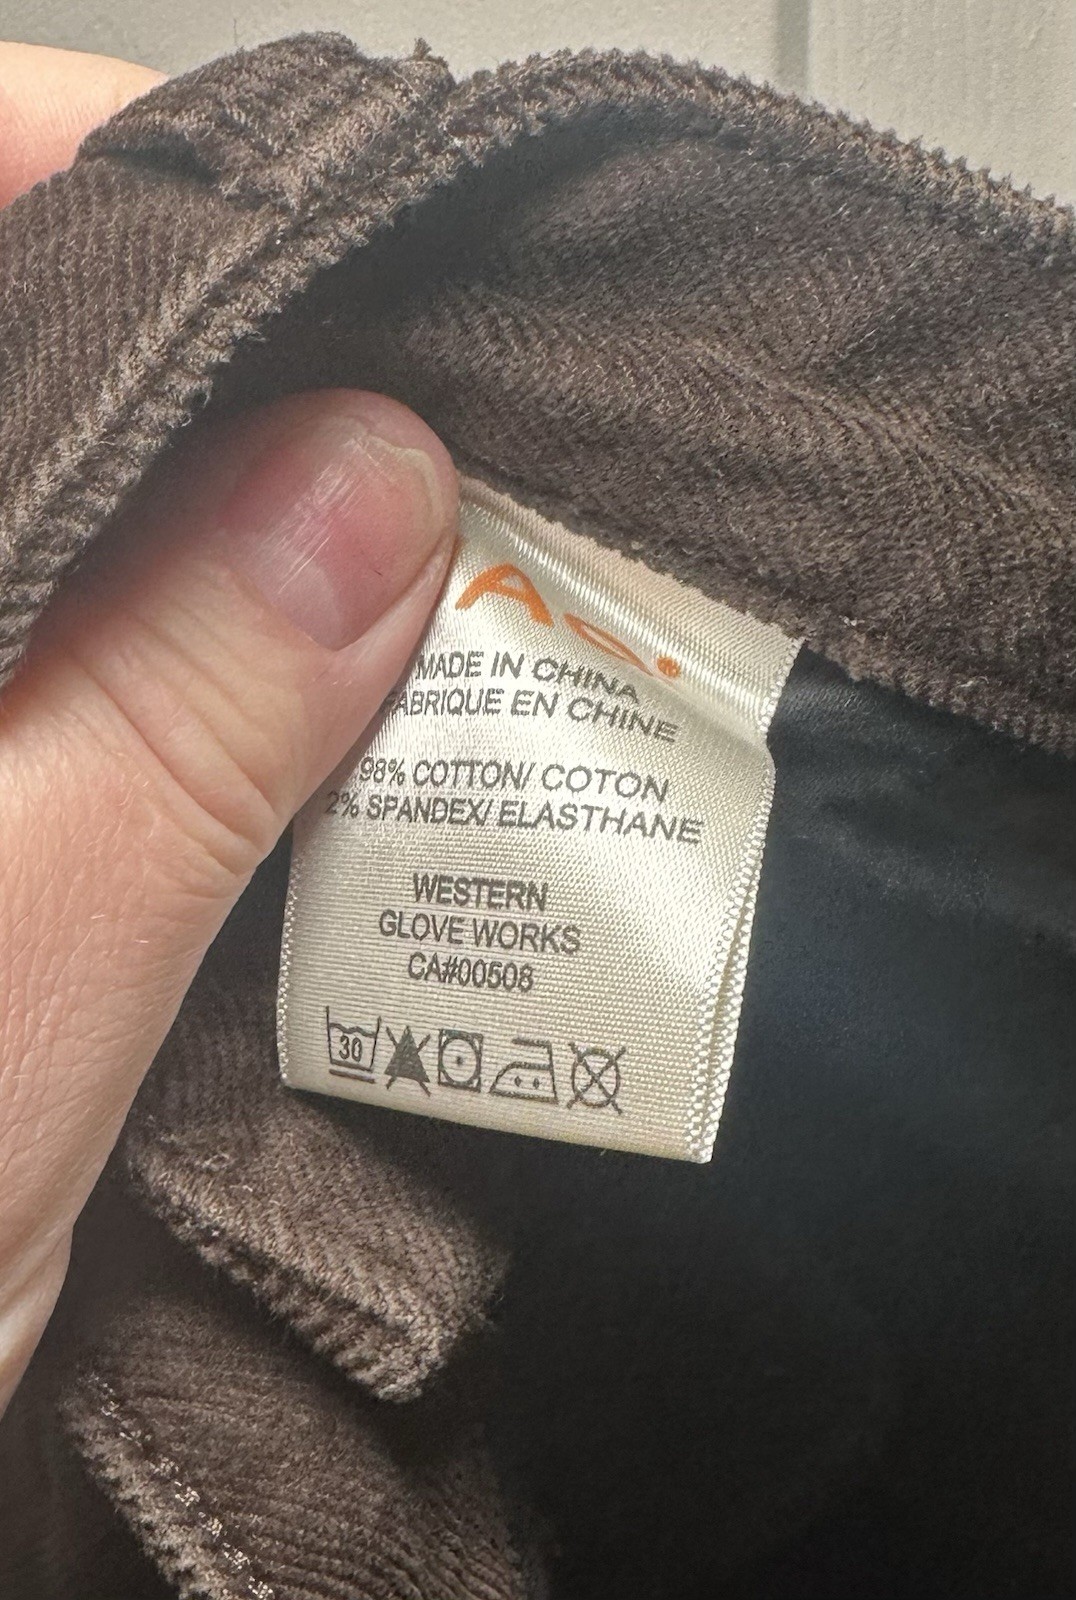 MADE IN CHINA
FABRIQUE EN CHINE
98% COTTON/ COTON
2% SPANDEX/ ELASTHANE
WESTERN
GLOVE WORKS
CA#00508
30